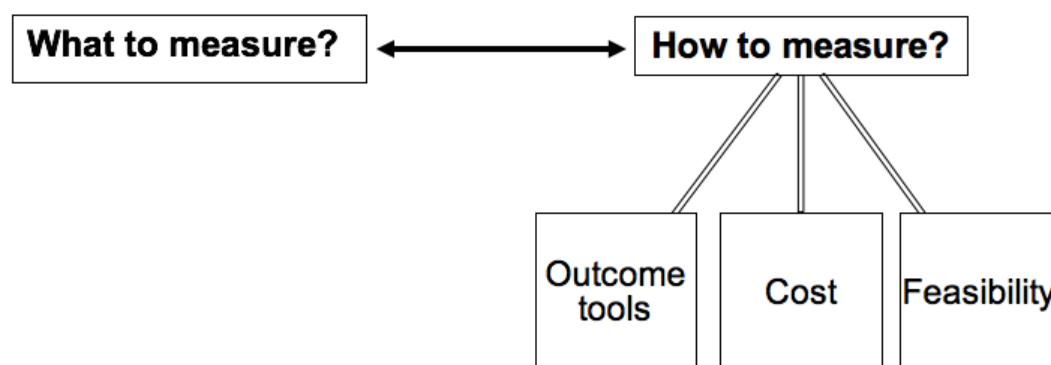 What to measure?
How to measure?
Outcome
tools
Cost
Feasibility